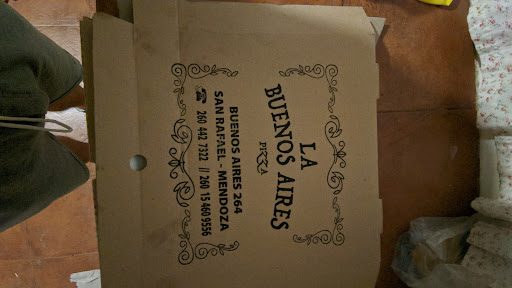 LA
BUENOS AIRES
PIZZA
BUENOS AIRES 264
SAN RAFAEL - MENDOZA
☎ 260 442 7322 // 260 15 460 9556